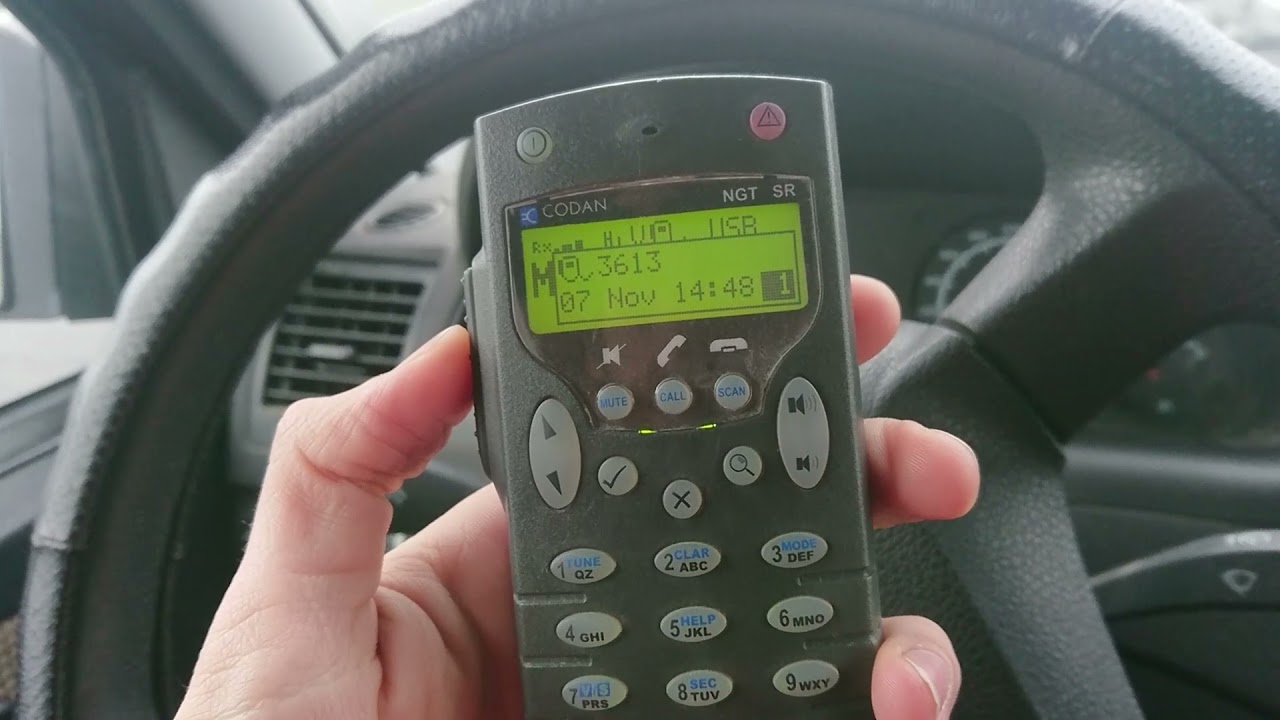 NGT SR
CODAN
Rx USB
M
3613
07 Nov 14:48 1
MUTE CALL SCAN
1 TUNE QZ 2 CLAR ABC 3 MODE DEF
4 GHI 5 HELP JKL 6 MNO
7 V/S PRS 8 SEC TUV 9 WXY